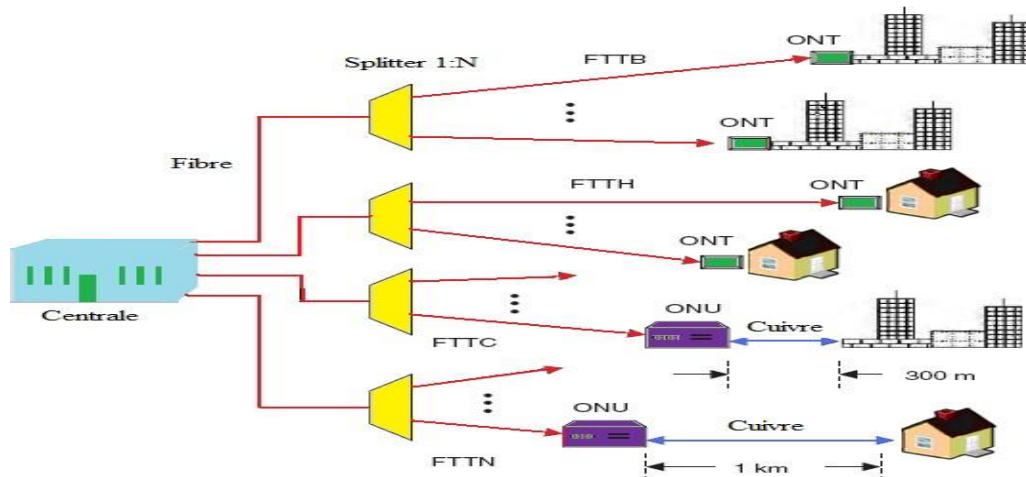 ONT
FTTB
Splitter 1:N
ONT
Fibre
FTTH
ONT
ONT
Centrale
ONU
Cuivre
FTTC
300 m
ONU
Cuivre
FTTN
1 km